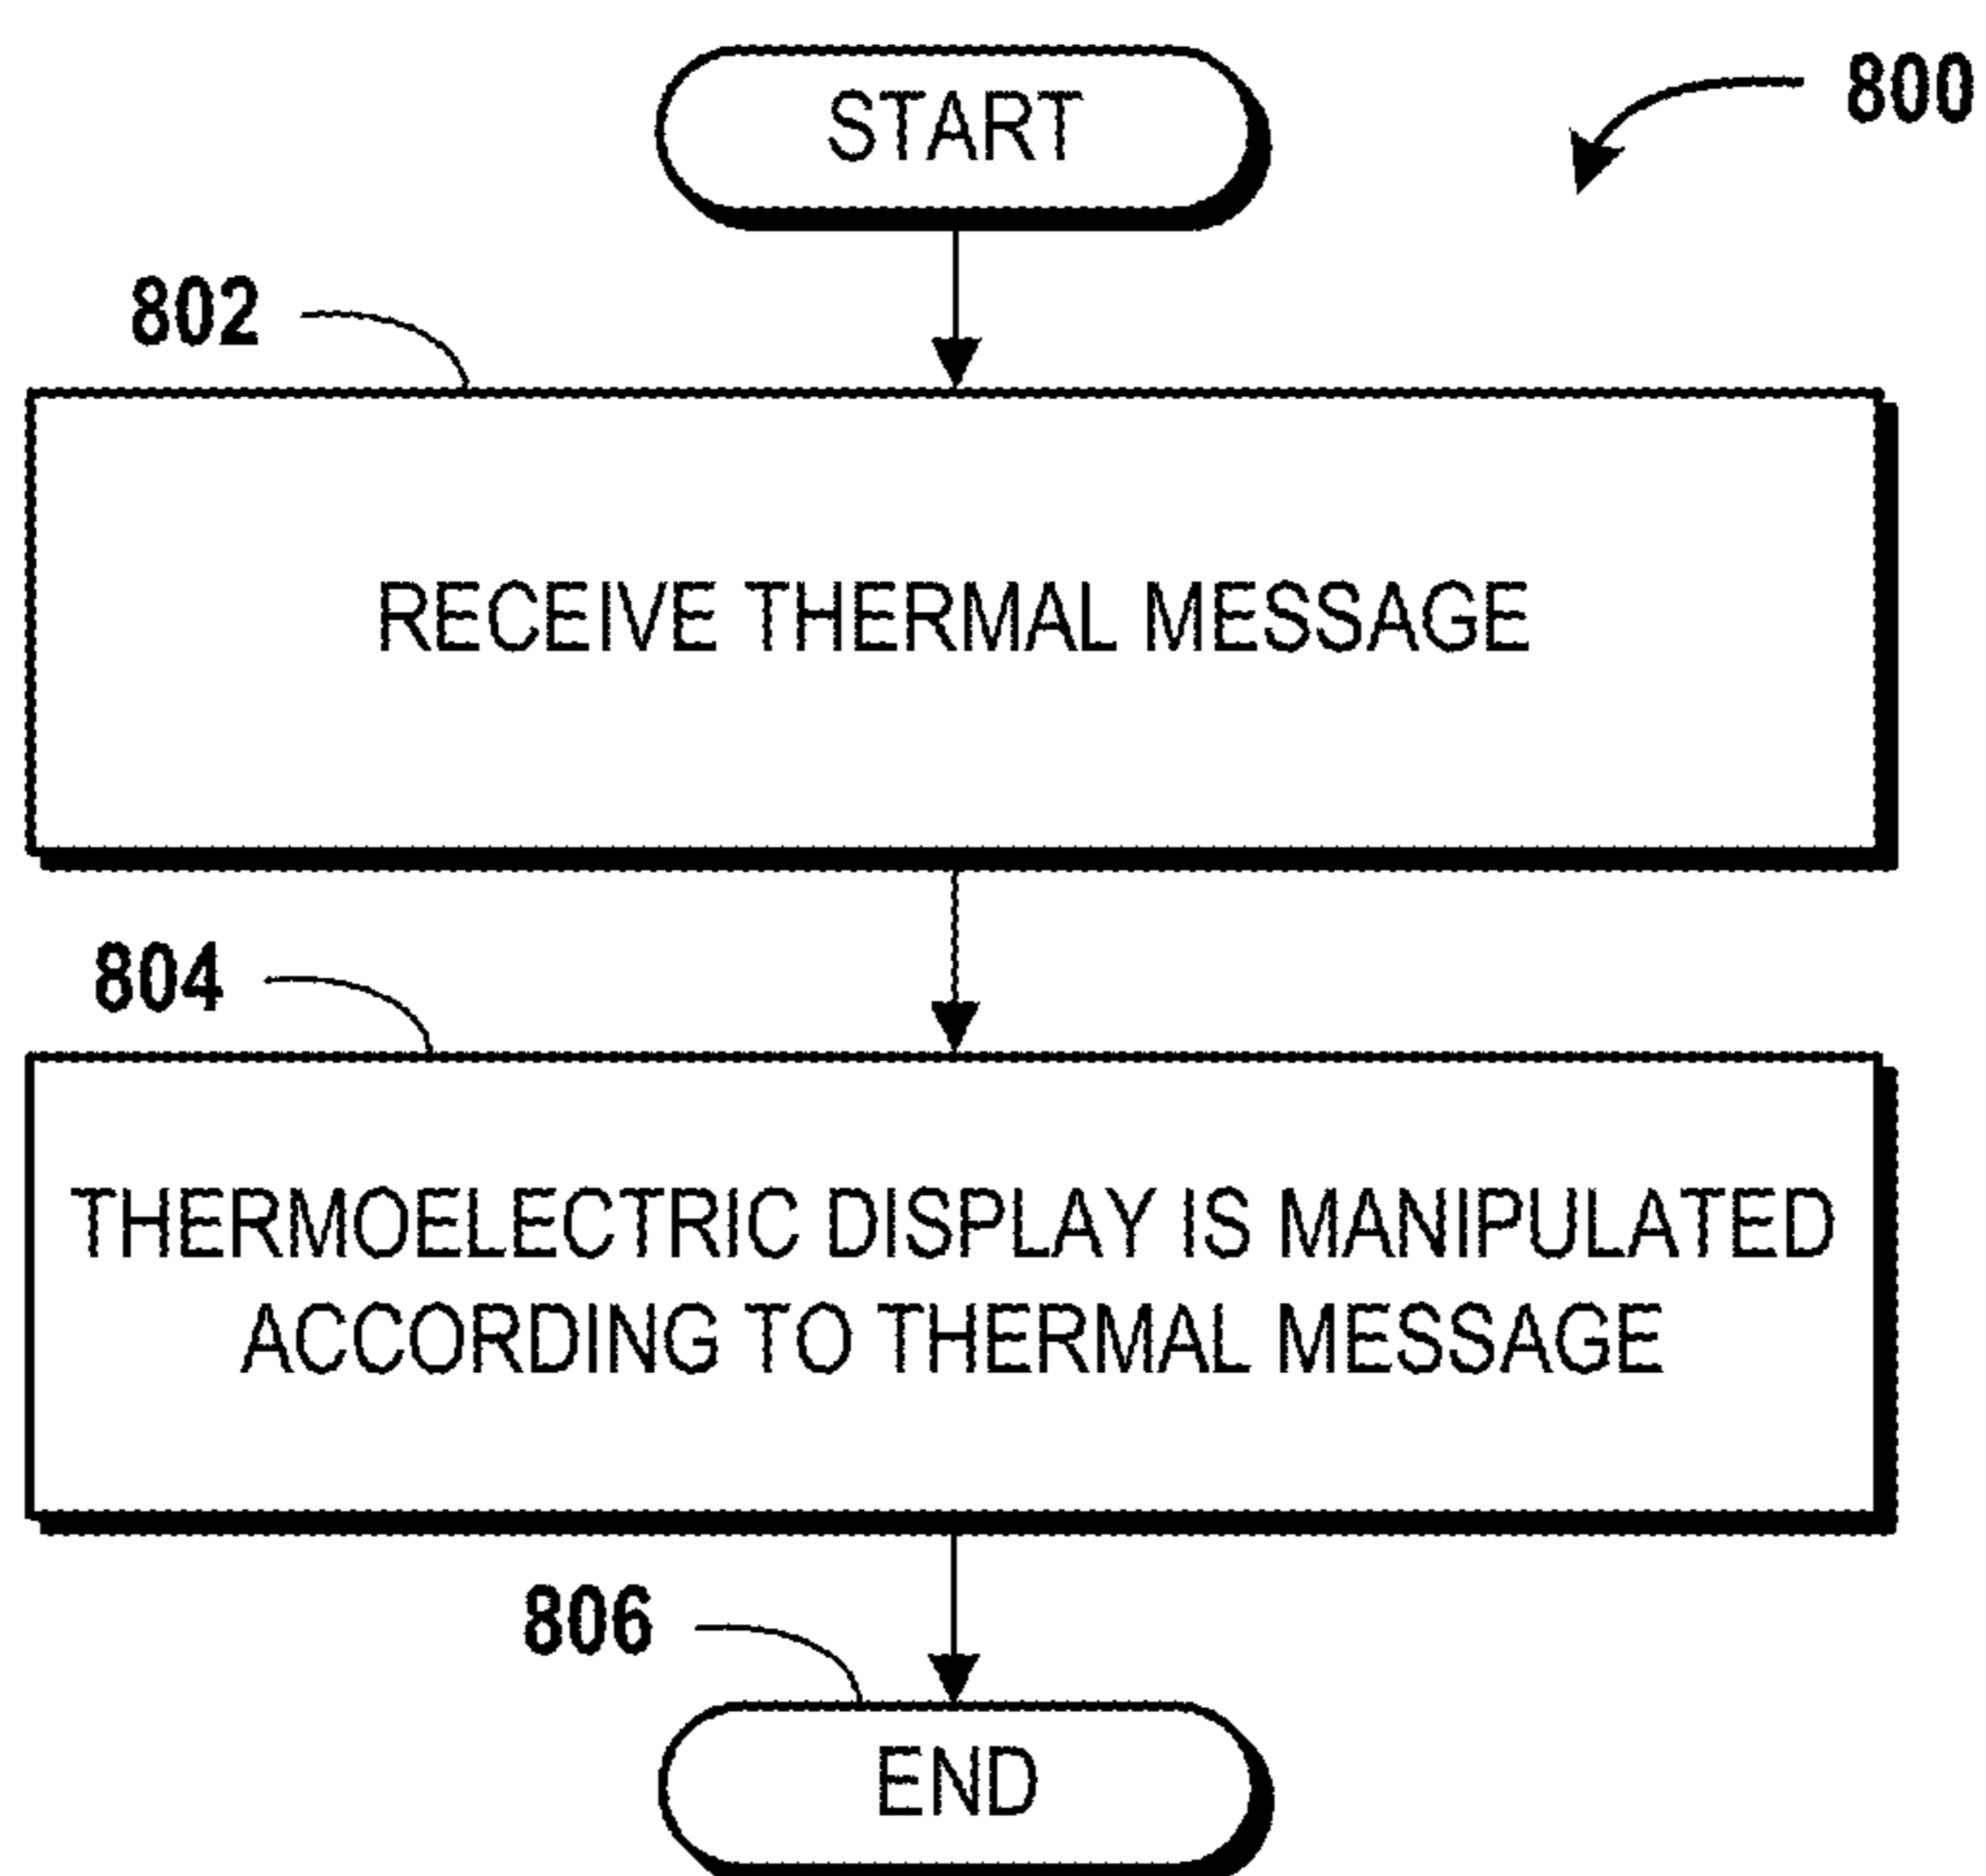 START
800
802
RECEIVE THERMAL MESSAGE
804
THERMOELECTRIC DISPLAY IS MANIPULATED
ACCORDING TO THERMAL MESSAGE
806
END